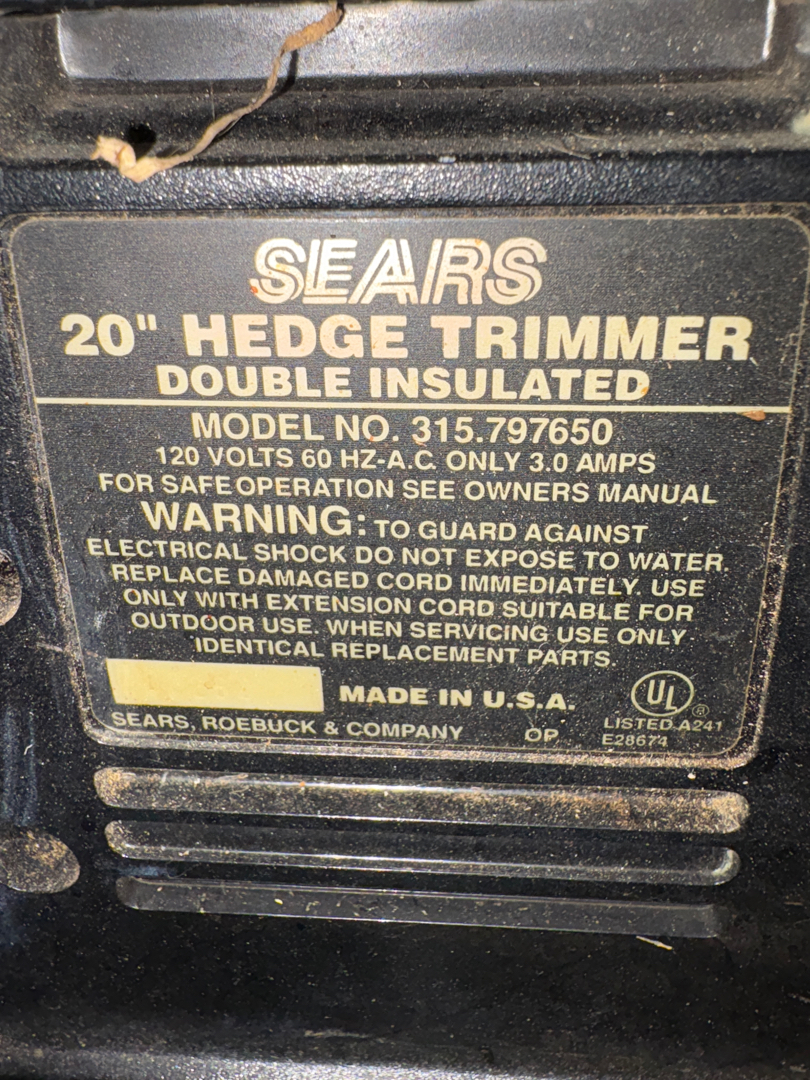 SEARS
20" HEDGE TRIMMER
DOUBLE INSULATED
MODEL NO. 315.797650
120 VOLTS 60 HZ-A.C. ONLY 3.0 AMPS
FOR SAFE OPERATION SEE OWNERS MANUAL
WARNING: TO GUARD AGAINST
ELECTRICAL SHOCK DO NOT EXPOSE TO WATER.
REPLACE DAMAGED CORD IMMEDIATELY. USE
ONLY WITH EXTENSION CORD SUITABLE FOR
OUTDOOR USE. WHEN SERVICING USE ONLY
IDENTICAL REPLACEMENT PARTS.
MADE IN U.S.A. UL ®
SEARS, ROEBUCK & COMPANY OP LISTED A241
E28674